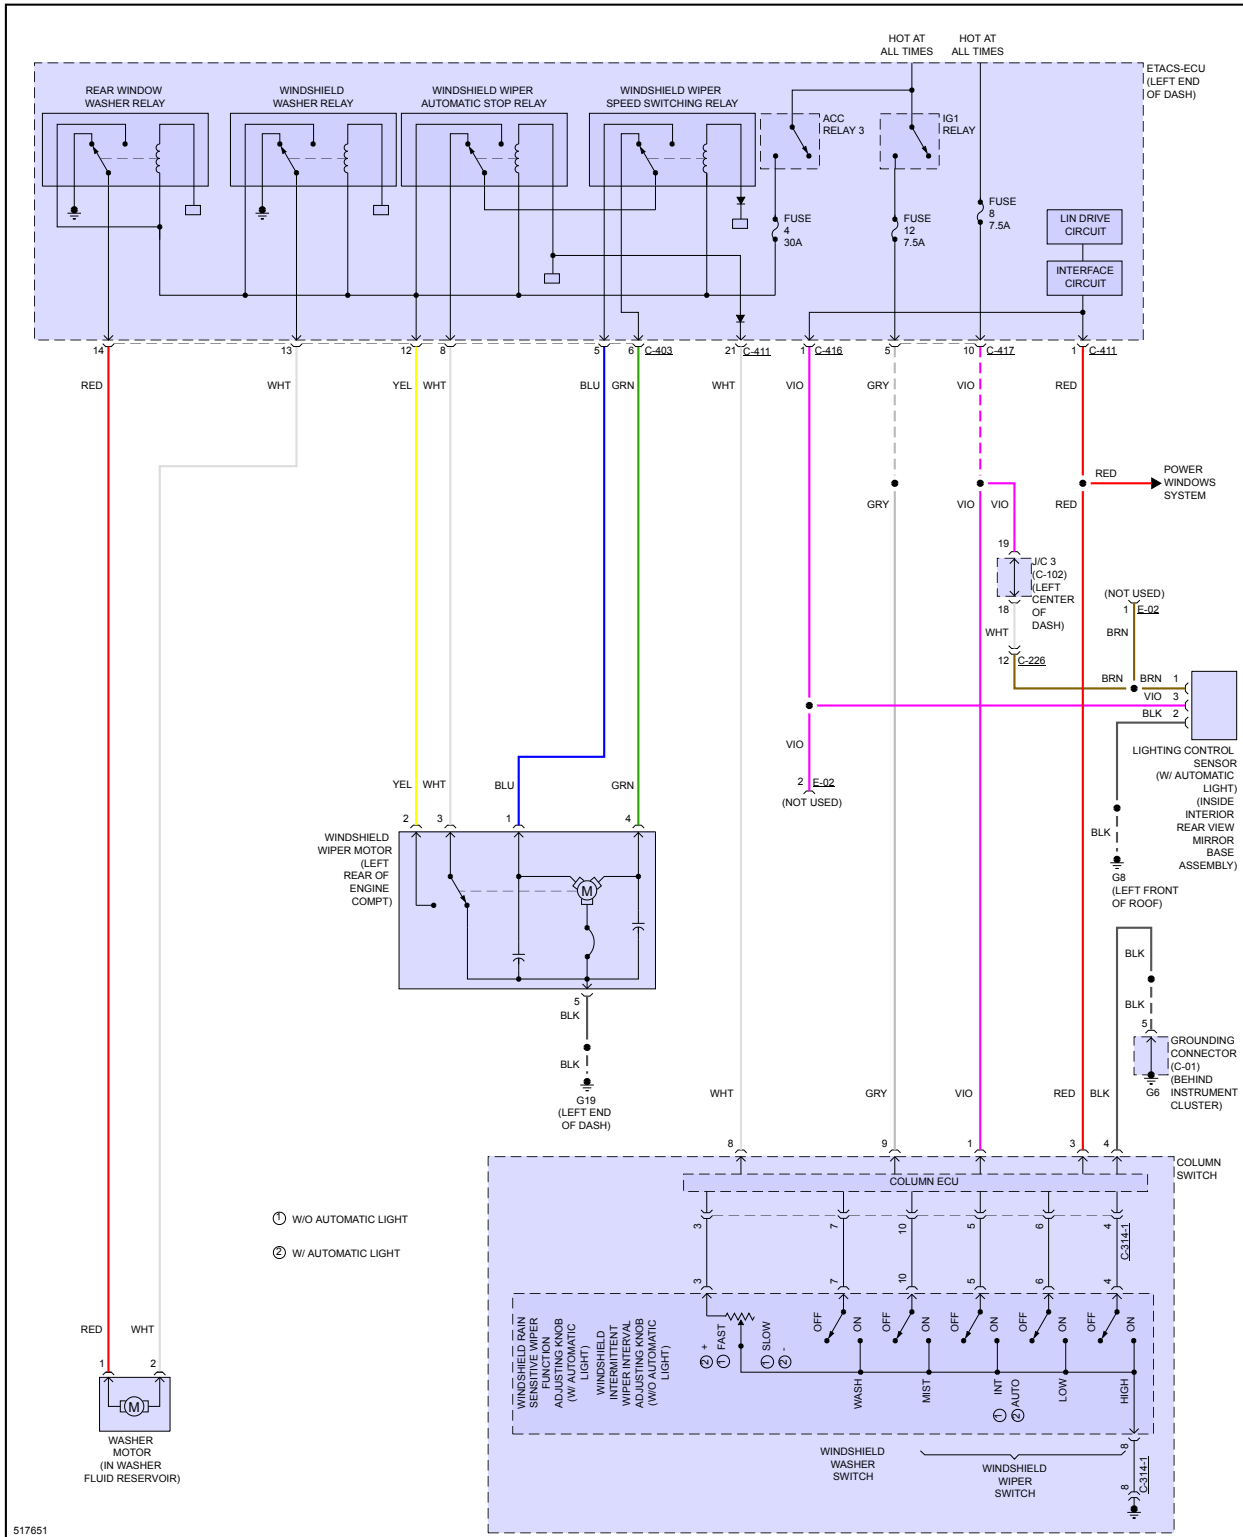 HOT AT
ALL TIMES
HOT AT
ALL TIMES
ETACS-ECU
(LEFT END
OF DASH)
REAR WINDOW
WASHER RELAY
WINDSHIELD
WASHER RELAY
WINDSHIELD WIPER
AUTOMATIC STOP RELAY
WINDSHIELD WIPER
SPEED SWITCHING RELAY
ACC
RELAY 3
IG1
RELAY
FUSE
4
30A
FUSE
12
7.5A
FUSE
8
7.5A
LIN DRIVE
CIRCUIT
INTERFACE
CIRCUIT
14
13
12
8
5
6
C-403
21
C-411
1
C-416
5
10
C-417
1
C-411
RED
WHT
YEL
WHT
BLU
GRN
WHT
VIO
GRY
VIO
RED
RED
POWER
WINDOWS
SYSTEM
GRY
VIO
VIO
RED
19
J/C 3
(C-102)
(LEFT
CENTER
OF
DASH)
18
WHT
12
C-226
(NOT USED)
1
E-02
BRN
BRN
BRN
1
VIO
3
BLK
2
LIGHTING CONTROL
SENSOR
(W/ AUTOMATIC
LIGHT)
(INSIDE
INTERIOR
REAR VIEW
MIRROR
BASE
ASSEMBLY)
VIO
2
E-02
(NOT USED)
BLK
G8
(LEFT FRONT
OF ROOF)
YEL
WHT
BLU
GRN
2
3
1
4
WINDSHIELD
WIPER MOTOR
(LEFT
REAR OF
ENGINE
COMPT)
M
5
BLK
BLK
G19
(LEFT END
OF DASH)
BLK
BLK
5
GROUNDING
CONNECTOR
(C-01)
(BEHIND
INSTRUMENT
CLUSTER)
G6
WHT
GRY
VIO
RED
BLK
8
9
1
3
4
COLUMN
SWITCH
COLUMN ECU
3
7
10
5
6
4
C-314-1
3
7
10
5
6
4
1 W/O AUTOMATIC LIGHT
2 W/ AUTOMATIC LIGHT
WINDSHIELD RAIN
SENSITIVE WIPER
FUNCTION
ADJUSTING KNOB
(W/ AUTOMATIC
LIGHT)
WINDSHIELD
INTERMITTENT
WIPER INTERVAL
ADJUSTING KNOB
(W/O AUTOMATIC
LIGHT)
2 +
1 FAST
1 SLOW
2 -
OFF
ON
OFF
ON
OFF
ON
OFF
ON
OFF
ON
WASH
MIST
1 INT
2 AUTO
LOW
HIGH
8
8
C-314-1
WINDSHIELD
WASHER
SWITCH
WINDSHIELD
WIPER
SWITCH
RED
WHT
1
2
M
WASHER
MOTOR
(IN WASHER
FLUID RESERVOIR)
517651